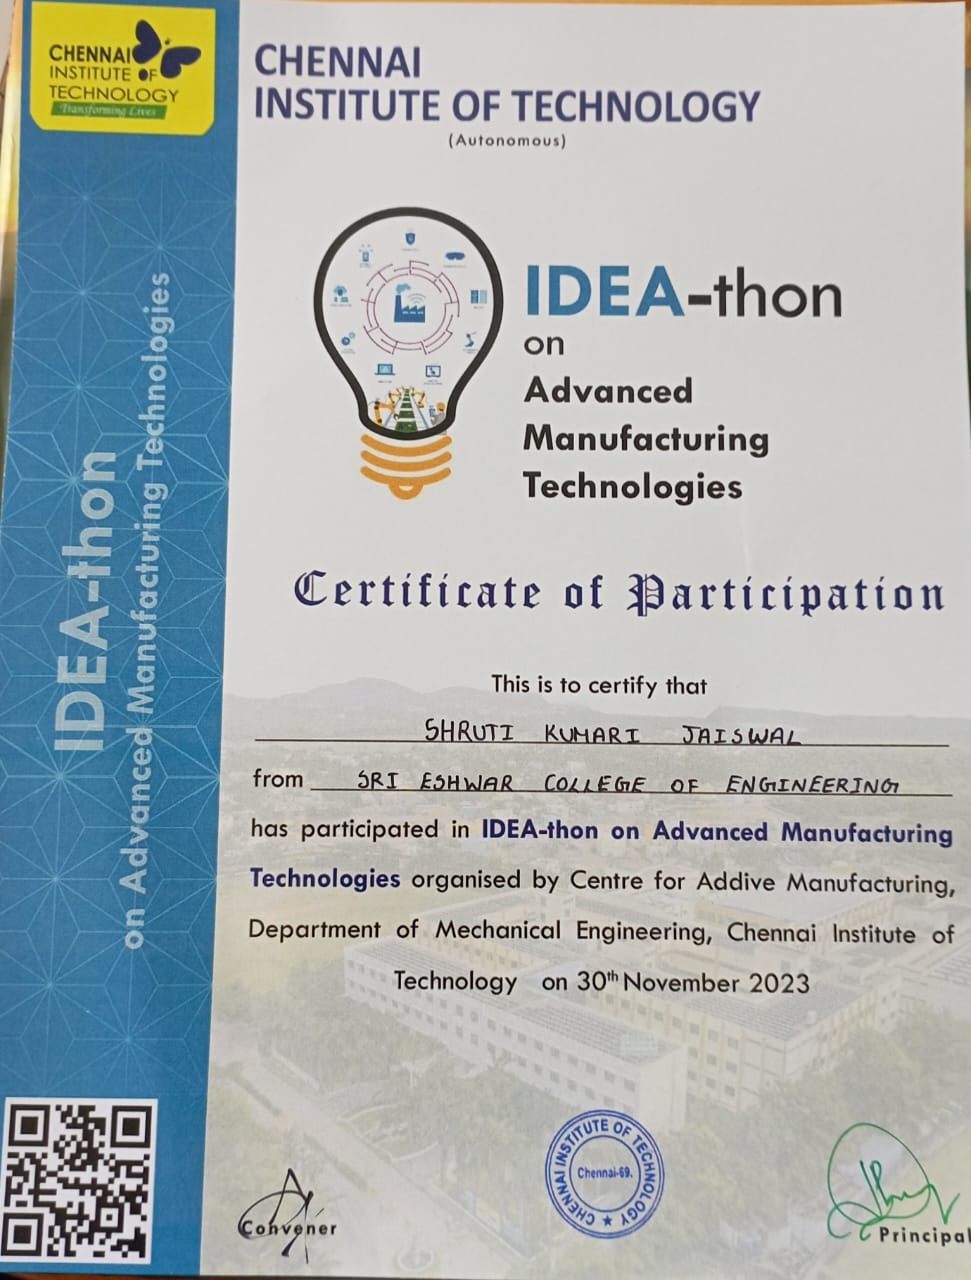 CHENNAI
INSTITUTE OF
TECHNOLOGY
Transforming Lives
CHENNAI
INSTITUTE OF TECHNOLOGY
(Autonomous)
IDEA-thon
on
Advanced
Manufacturing
Technologies
IDEA-thon
on Advanced Manufacturing Technologies
Certificate of Participation
This is to certify that
SHRUTI KUMARI JAISWAL
from SRI ESHWAR COLLEGE OF ENGINEERING
has participated in IDEA-thon on Advanced Manufacturing
Technologies organised by Centre for Addive Manufacturing,
Department of Mechanical Engineering, Chennai Institute of
Technology on 30th November 2023
CHENNAI INSTITUTE OF TECHNOLOGY
Chennai-69.
Convener
Principal